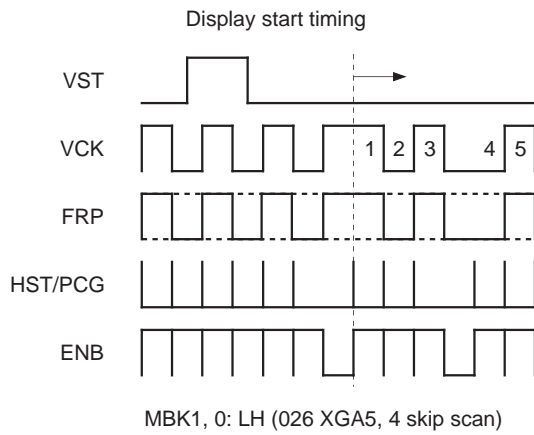 Display start timing
VST
VCK
1 2 3 4 5
FRP
HST/PCG
ENB
MBK1, 0: LH (026 XGA5, 4 skip scan)